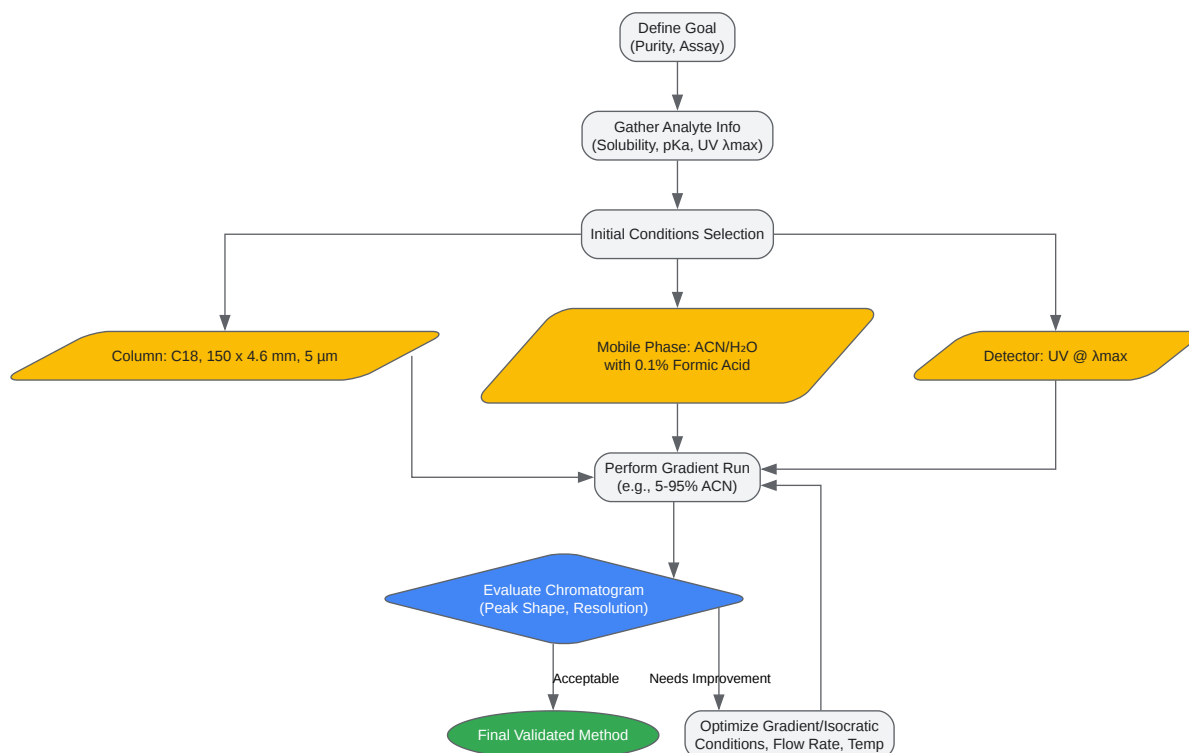 Define Goal
(Purity, Assay)
Gather Analyte Info
(Solubility, pKa, UV λmax)
Initial Conditions Selection
Column: C18, 150 x 4.6 mm, 5 µm
Mobile Phase: ACN/H₂O
with 0.1% Formic Acid
Detector: UV @ λmax
Perform Gradient Run
(e.g., 5-95% ACN)
Evaluate Chromatogram
(Peak Shape, Resolution)
Acceptable
Needs Improvement
Final Validated Method
Optimize Gradient/Isocratic
Conditions, Flow Rate, Temp